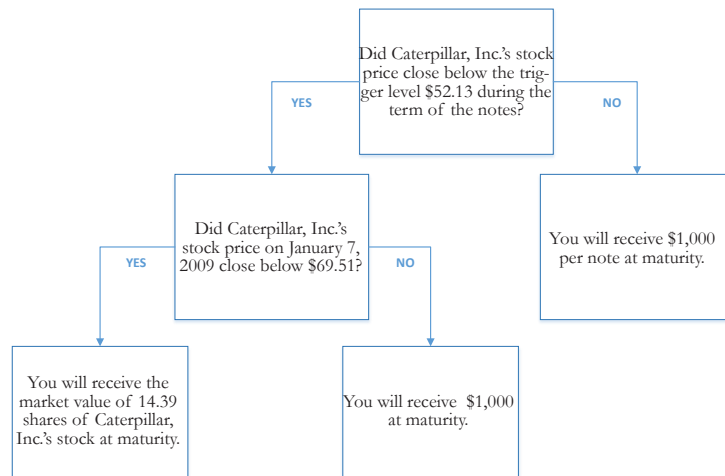 Did Caterpillar, Inc.'s stock
price close below the trig-
ger level $52.13 during the
term of the notes?
YES
NO
Did Caterpillar, Inc.'s
stock price on January 7,
2009 close below $69.51?
You will receive $1,000
per note at maturity.
YES
NO
You will receive the
market value of 14.39
shares of Caterpillar,
Inc.'s stock at maturity.
You will receive $1,000
at maturity.